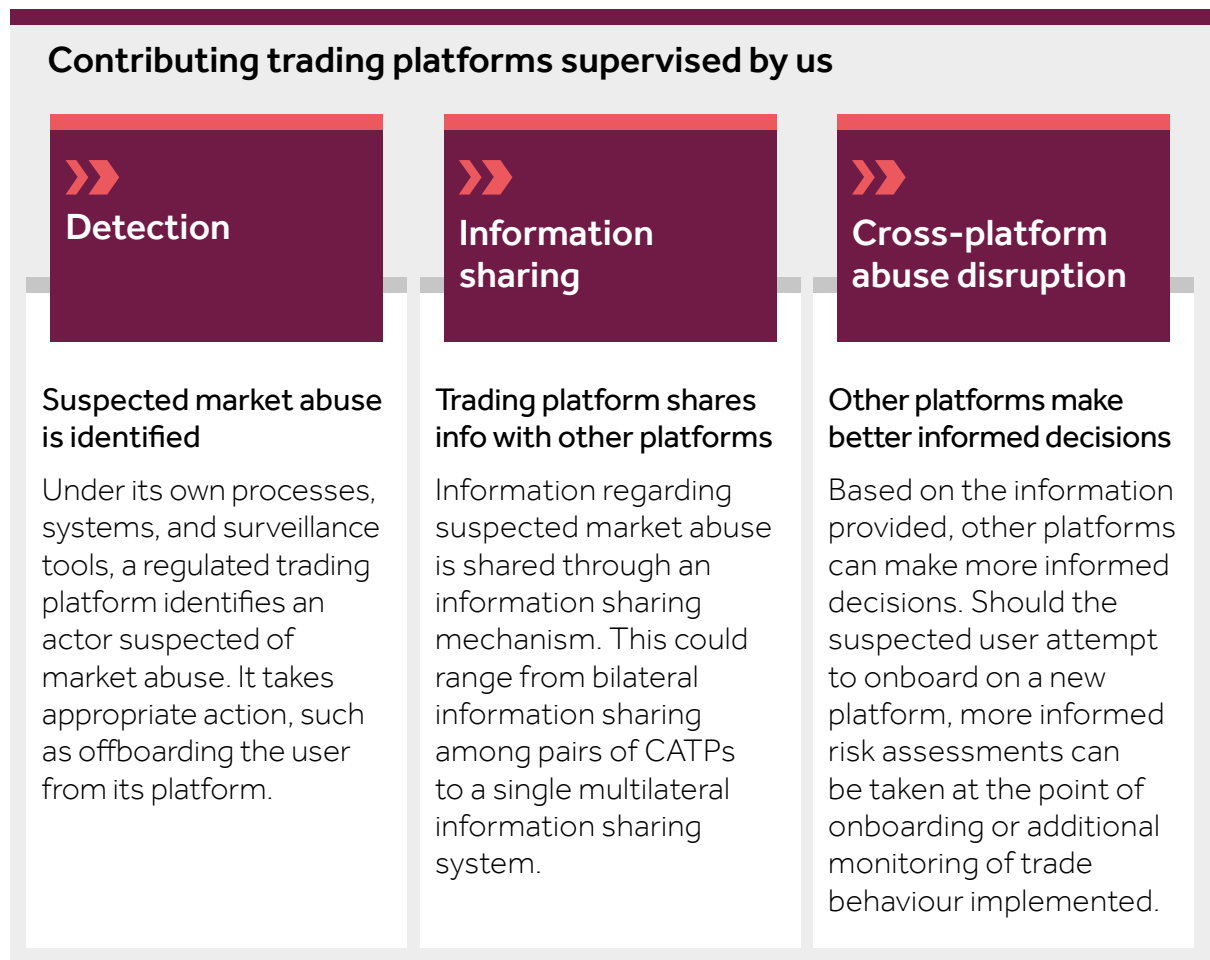 Contributing trading platforms supervised by us
Detection
Suspected market abuse
is identified
Under its own processes,
systems, and surveillance
tools, a regulated trading
platform identifies an
actor suspected of
market abuse. It takes
appropriate action, such
as offboarding the user
from its platform.
Information
sharing
Trading platform shares
info with other platforms
Information regarding
suspected market abuse
is shared through an
information sharing
mechanism. This could
range from bilateral
information sharing
among pairs of CATPs
to a single multilateral
information sharing
system.
Cross-platform
abuse disruption
Other platforms make
better informed decisions
Based on the information
provided, other platforms
can make more informed
decisions. Should the
suspected user attempt
to onboard on a new
platform, more informed
risk assessments can
be taken at the point of
onboarding or additional
monitoring of trade
behaviour implemented.